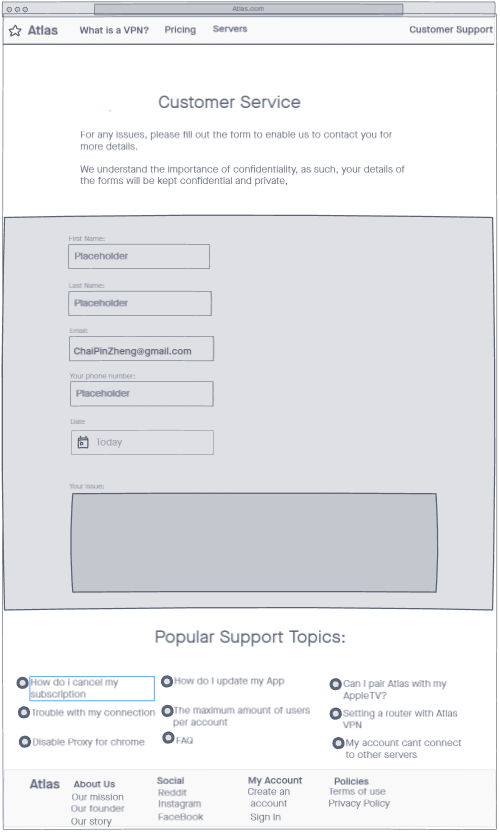 Atlas.com
Atlas What is a VPN? Pricing Servers Customer Support
Customer Service
For any issues, please fill out the form to enable us to contact you for
more details.
We understand the importance of confidentiality, as such, your details of
the forms will be kept confidential and private,
First Name:
Placeholder
Last Name:
Placeholder
Email:
ChaiPinZheng@gmail.com
Your phone number:
Placeholder
Date
Today
Your issue:
Popular Support Topics:
How do i cancel my
subscription
Trouble with my connection
Disable Proxy for chrome
How do I update my App
The maximum amount of users
per account
FAQ
Can I pair Atlas with my
AppleTV?
Setting a router with Atlas
VPN
My account cant connect
to other servers
Atlas
About Us
Our mission
Our founder
Our story
Social
Reddit
Instagram
FaceBook
My Account
Create an
account
Sign In
Policies
Terms of use
Privacy Policy